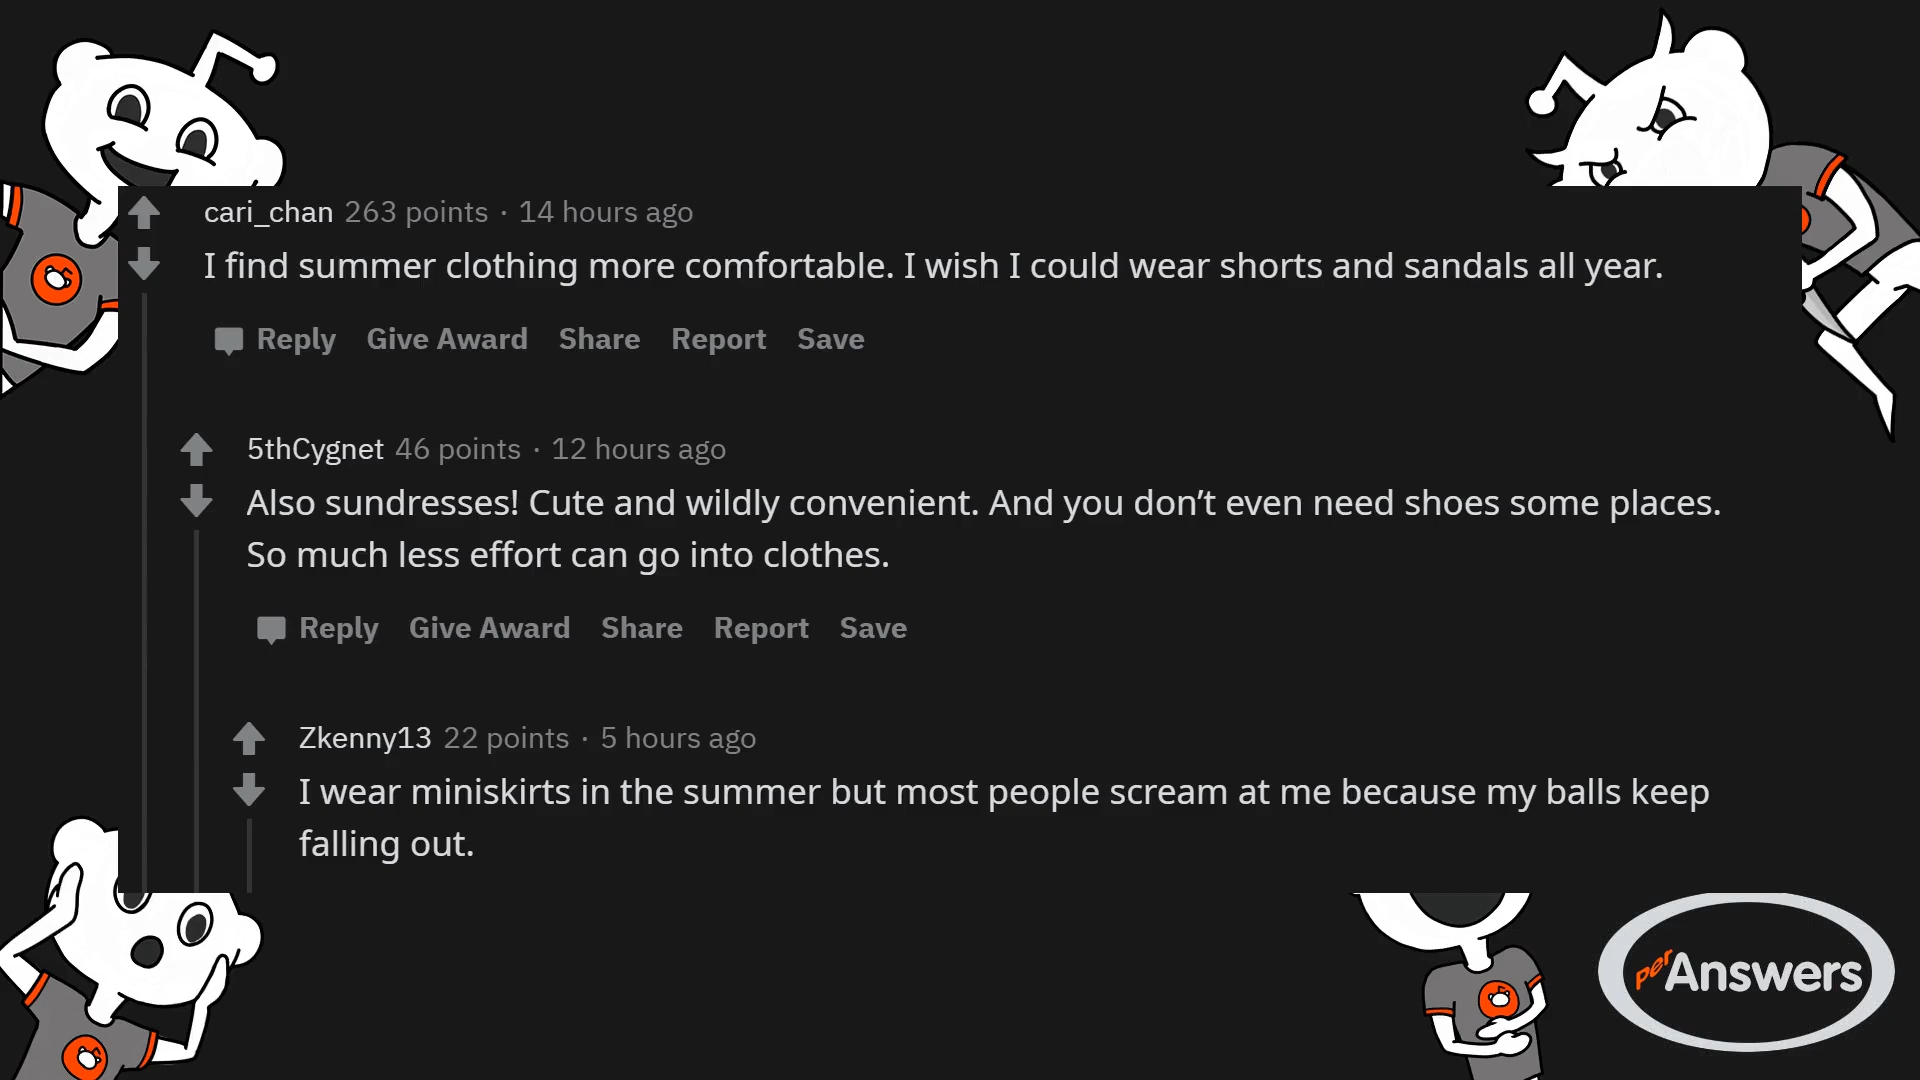 cari_chan 263 points · 14 hours ago
I find summer clothing more comfortable. I wish I could wear shorts and sandals all year.
Reply Give Award Share Report Save
5thCygnet 46 points · 12 hours ago
Also sundresses! Cute and wildly convenient. And you don’t even need shoes some places.
So much less effort can go into clothes.
Reply Give Award Share Report Save
Zkenny13 22 points · 5 hours ago
I wear miniskirts in the summer but most people scream at me because my balls keep
falling out.
perAnswers